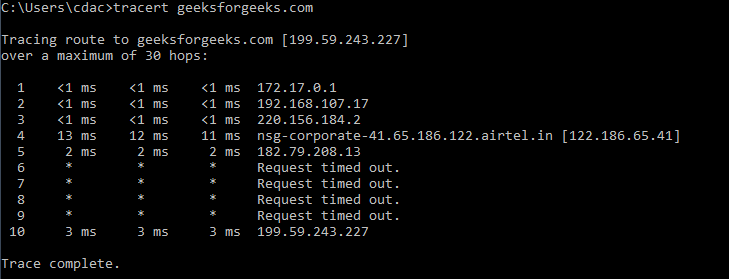 C:\Users\cdac>tracert geeksforgeeks.com
Tracing route to geeksforgeeks.com [199.59.243.227]
over a maximum of 30 hops:
1 <1 ms <1 ms <1 ms 172.17.0.1
2 <1 ms <1 ms <1 ms 192.168.107.17
3 <1 ms <1 ms <1 ms 220.156.184.2
4 13 ms 12 ms 11 ms nsg-corporate-41.65.186.122.airtel.in [122.186.65.41]
5 2 ms 2 ms 2 ms 182.79.208.13
6 * * * Request timed out.
7 * * * Request timed out.
8 * * * Request timed out.
9 * * * Request timed out.
10 3 ms 3 ms 3 ms 199.59.243.227
Trace complete.